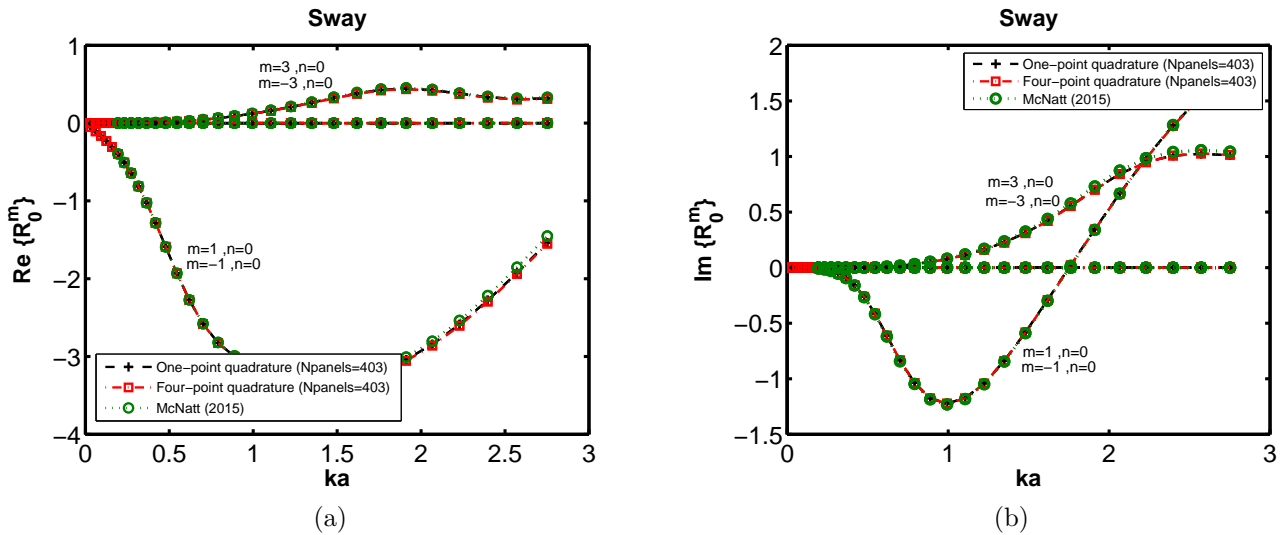 Sway
1
0
−1
−2
−3
−4
0 0.5 1 1.5 2 2.5 3
Re {R₀ᵐ}
ka
m=3 ,n=0
m=−3 ,n=0
m=1 ,n=0
m=−1 ,n=0
One−point quadrature (Npanels=403)
Four−point quadrature (Npanels=403)
McNatt (2015)
(a)
Sway
2
1.5
1
0.5
0
−0.5
−1
−1.5
0 1 2 3
Im {R₀ᵐ}
ka
One−point quadrature (Npanels=403)
Four−point quadrature (Npanels=403)
McNatt (2015)
m=3 ,n=0
m=−3 ,n=0
m=1 ,n=0
m=−1 ,n=0
(b)